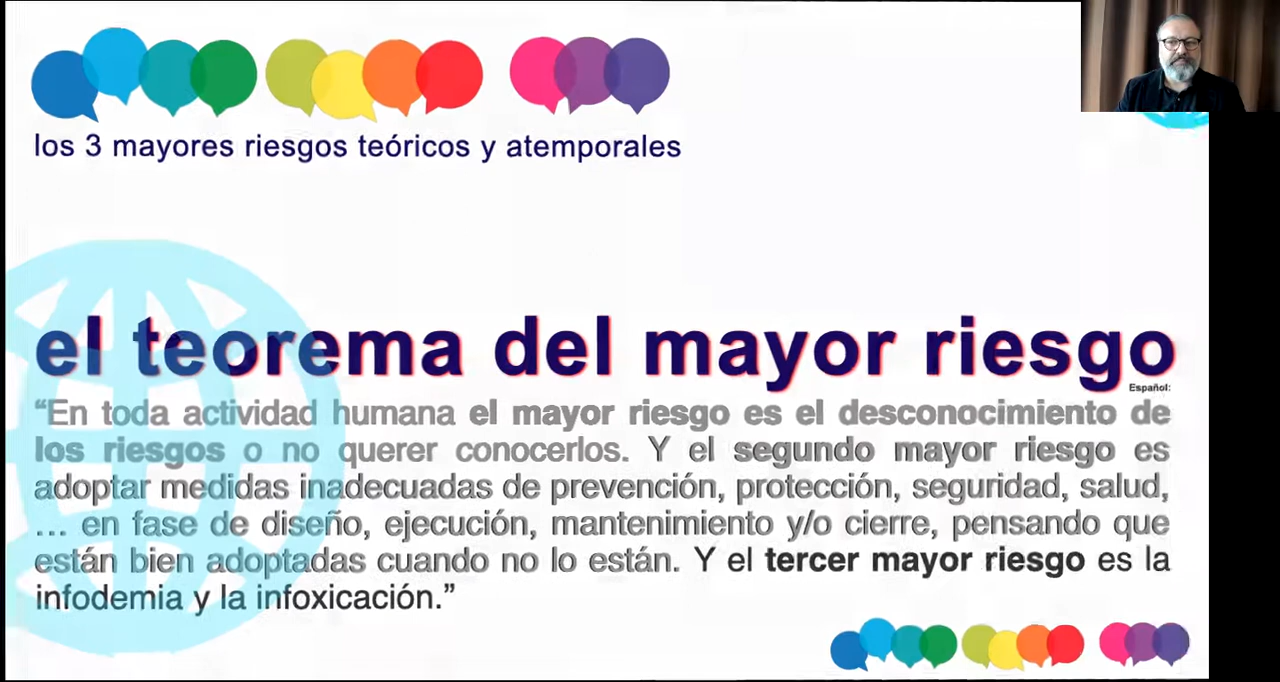 los 3 mayores riesgos teóricos y atemporales
el teorema del mayor riesgo
Español:
“En toda actividad humana el mayor riesgo es el desconocimiento de
los riesgos o no querer conocerlos. Y el segundo mayor riesgo es
adoptar medidas inadecuadas de prevención, protección, seguridad, salud,
... en fase de diseño, ejecución, mantenimiento y/o cierre, pensando que
están bien adoptadas cuando no lo están. Y el tercer mayor riesgo es la
infodemia y la infoxicación.”